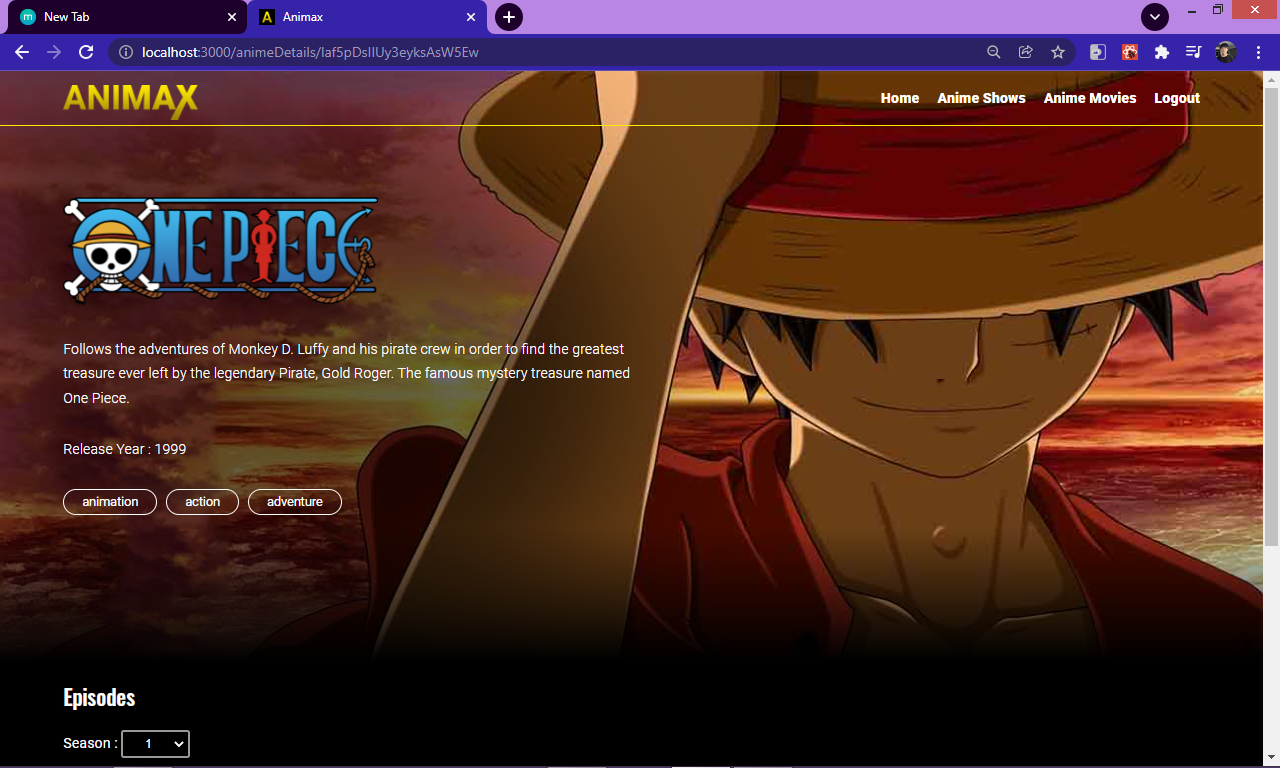 New Tab
Animax
localhost:3000/animeDetails/Iaf5pDsIIUy3eyksAsW5Ew
ANIMAX
Home Anime Shows Anime Movies Logout
ONE PIECE
Follows the adventures of Monkey D. Luffy and his pirate crew in order to find the greatest
treasure ever left by the legendary Pirate, Gold Roger. The famous mystery treasure named
One Piece.
Release Year : 1999
animation action adventure
Episodes
Season : 1